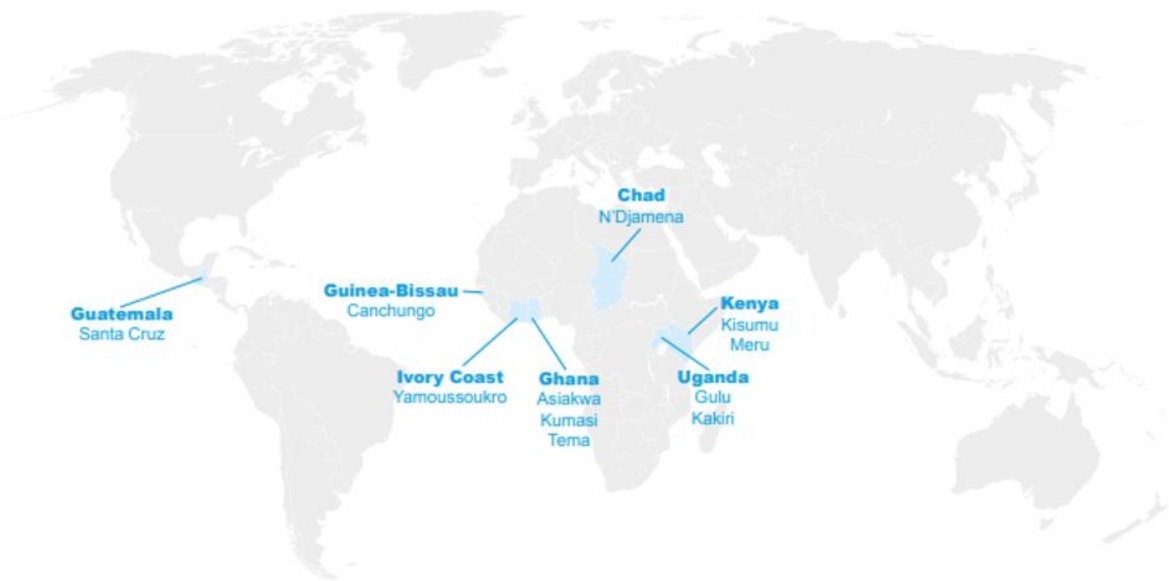 Chad
N'Djamena
Guinea-Bissau
Canchungo
Kenya
Kisumu
Meru
Guatemala
Santa Cruz
Ivory Coast
Yamoussoukro
Ghana
Asiakwa
Kumasi
Tema
Uganda
Gulu
Kakiri